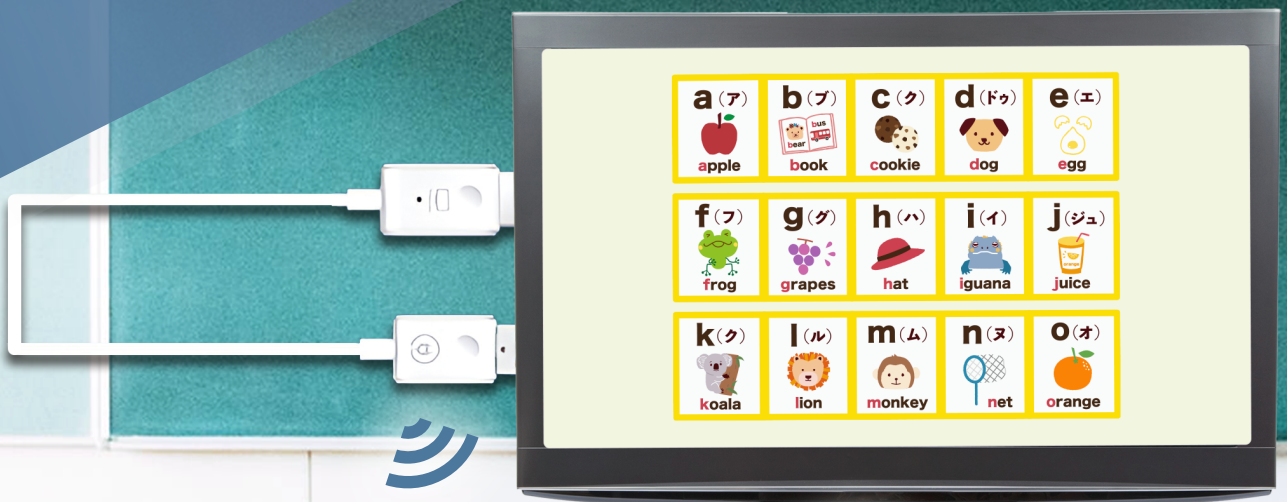 a(ア) b(ブ) c(ク) d(ドゥ) e(エ)
bear bus
apple book cookie dog egg
f(フ) g(グ) h(ハ) i(イ) j(ジュ)
frog grapes hat iguana juice
k(ク) l(ル) m(ム) n(ヌ) o(オ)
koala lion monkey net orange